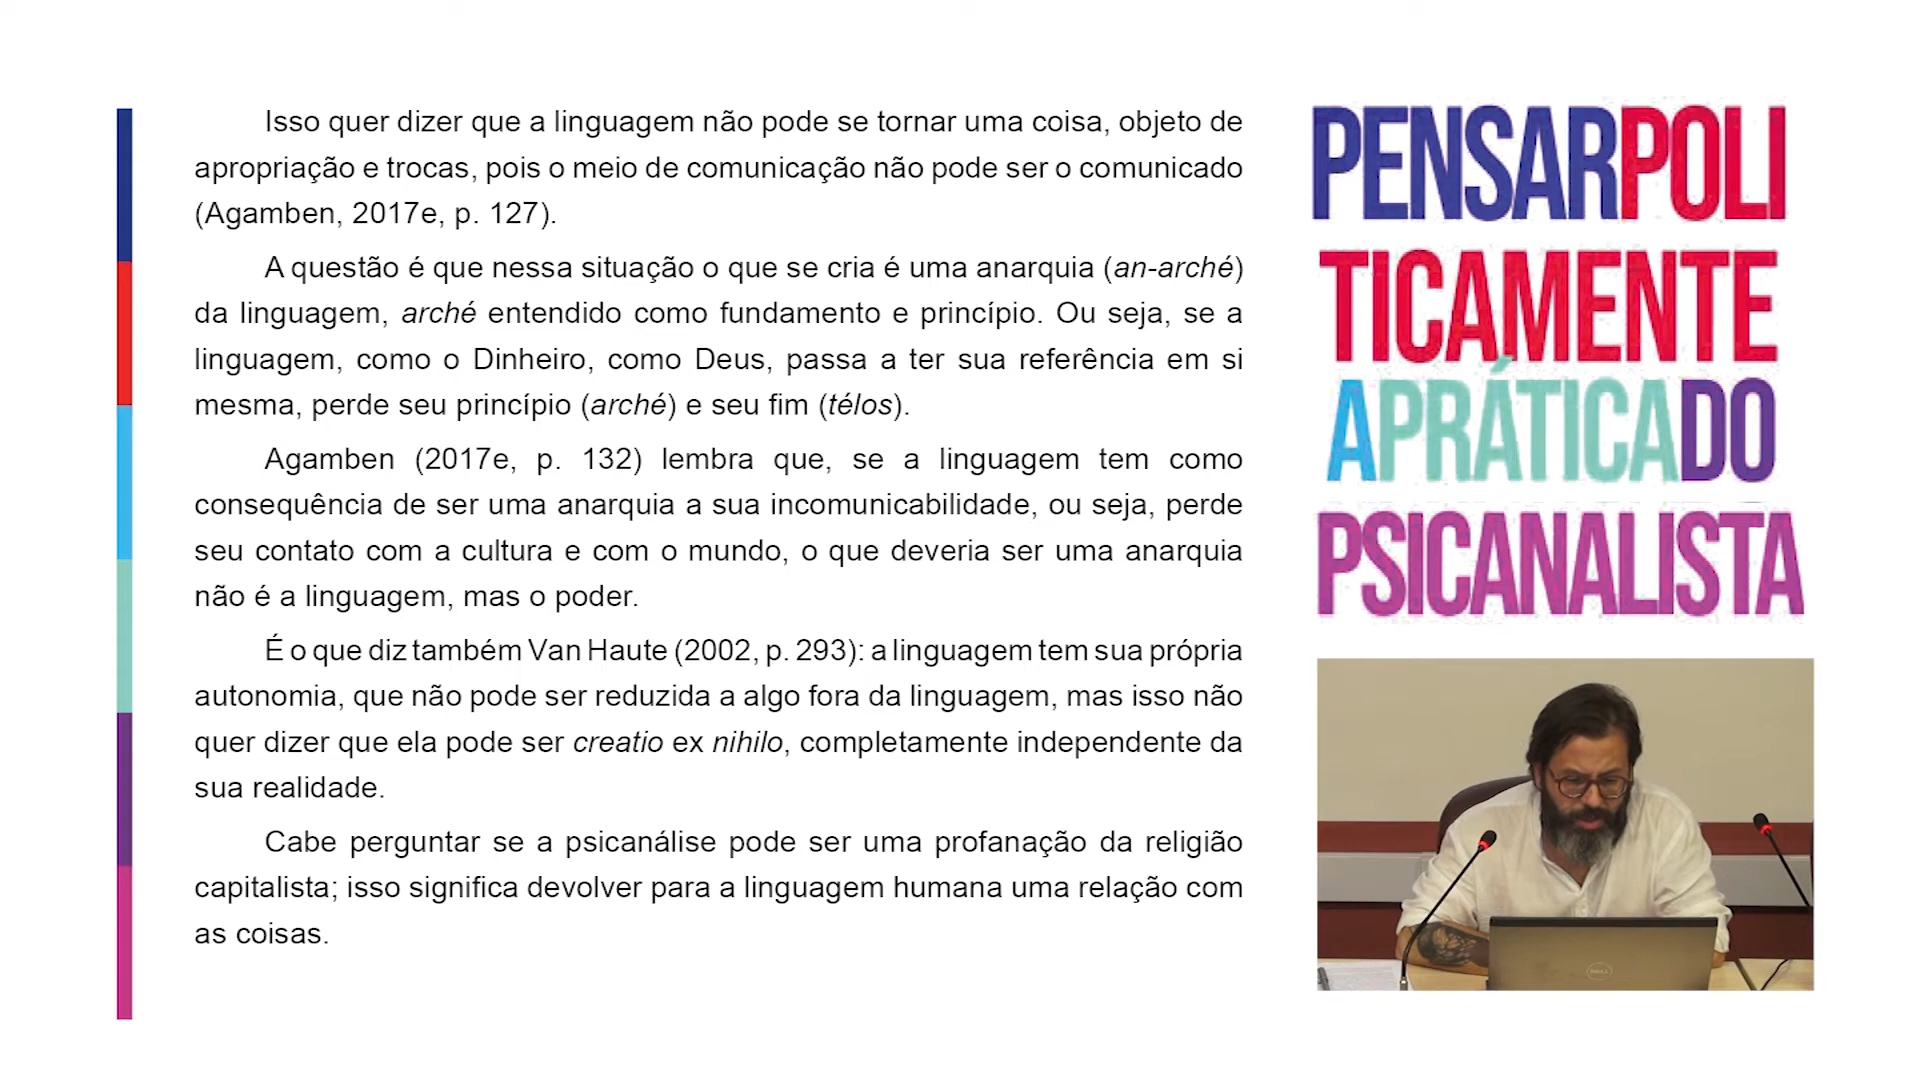 Isso quer dizer que a linguagem não pode se tornar uma coisa, objeto de
apropriação e trocas, pois o meio de comunicação não pode ser o comunicado
(Agamben, 2017e, p. 127).
A questão é que nessa situação o que se cria é uma anarquia (an-arché)
da linguagem, arché entendido como fundamento e princípio. Ou seja, se a
linguagem, como o Dinheiro, como Deus, passa a ter sua referência em si
mesma, perde seu princípio (arché) e seu fim (télos).
Agamben (2017e, p. 132) lembra que, se a linguagem tem como
consequência de ser uma anarquia a sua incomunicabilidade, ou seja, perde
seu contato com a cultura e com o mundo, o que deveria ser uma anarquia
não é a linguagem, mas o poder.
É o que diz também Van Haute (2002, p. 293): a linguagem tem sua própria
autonomia, que não pode ser reduzida a algo fora da linguagem, mas isso não
quer dizer que ela pode ser creatio ex nihilo, completamente independente da
sua realidade.
Cabe perguntar se a psicanálise pode ser uma profanação da religião
capitalista; isso significa devolver para a linguagem humana uma relação com
as coisas.
PENSARPOLI
TICAMENTE
APRÁTICADO
PSICANALISTA
DELL